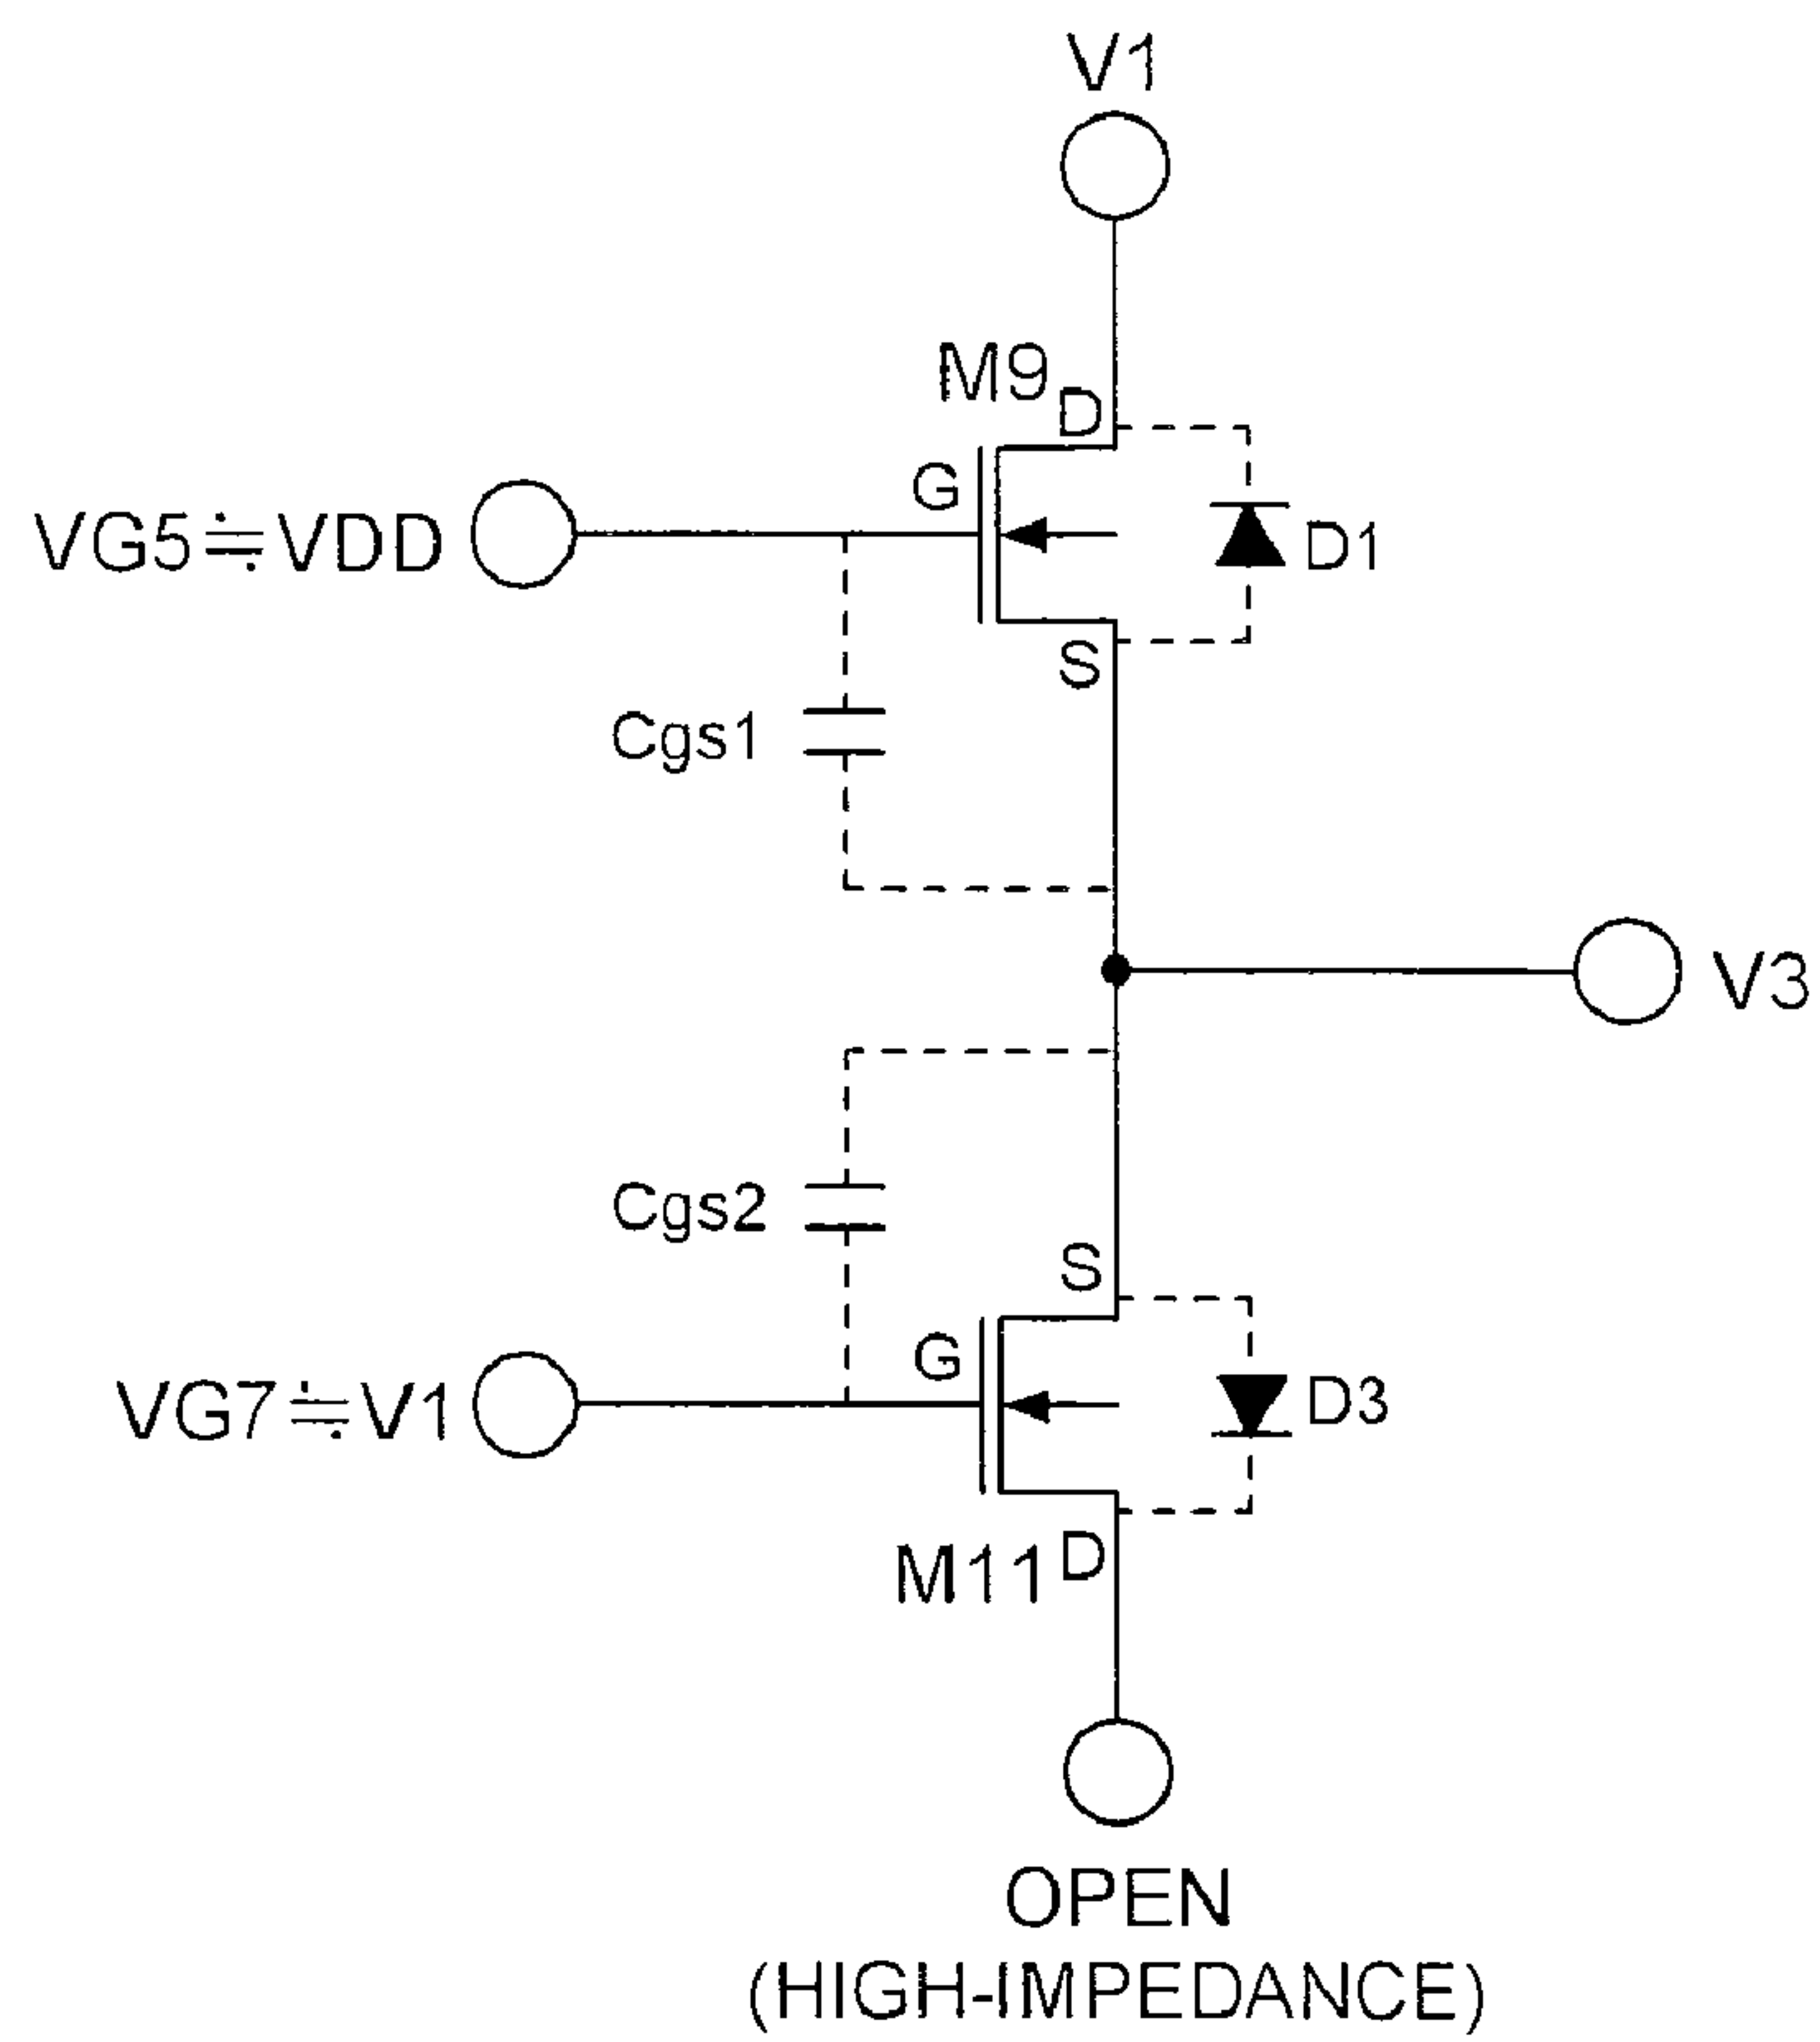 V1
M9
D
G
VG5≒VDD
D1
S
Cgs1
V3
Cgs2
S
G
VG7≒V1
D3
M11
D
OPEN
(HIGH-IMPEDANCE)